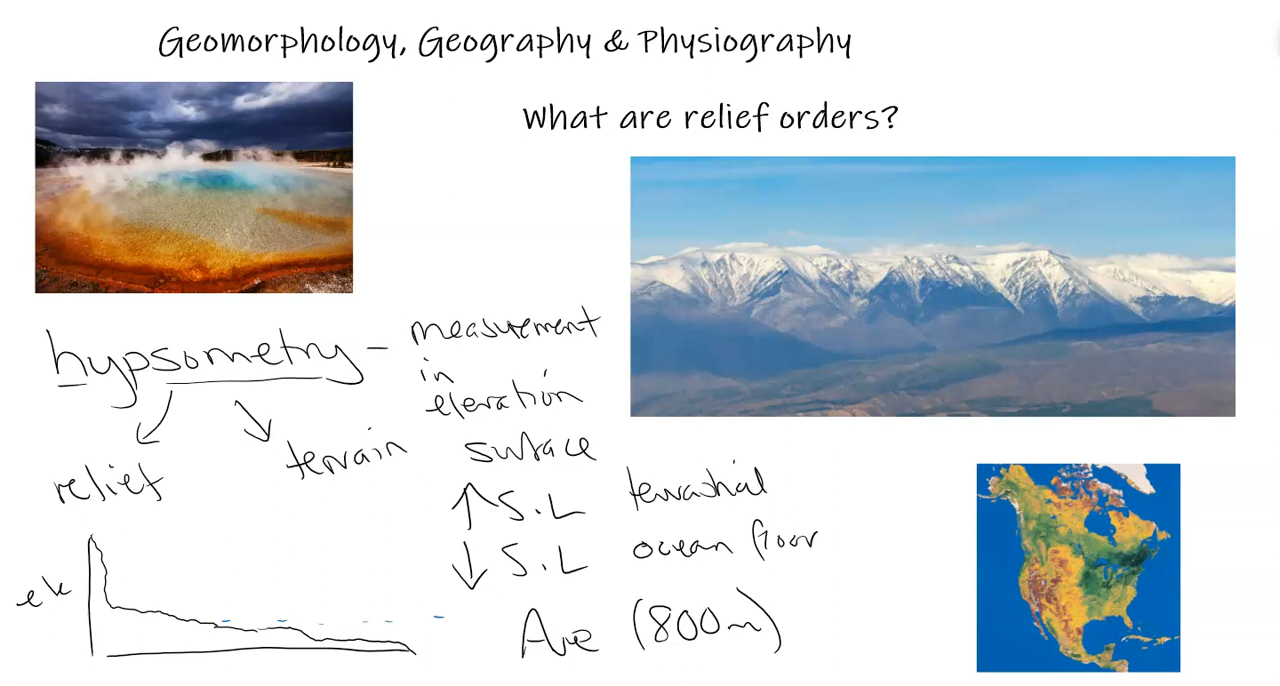 Geomorphology, Geography & Physiography
What are relief orders?
hypsometry - measurement
in
elevation
relief
terrain
surface
↑ S.L terrestrial
↓ S.L ocean floor
Ave (800m)